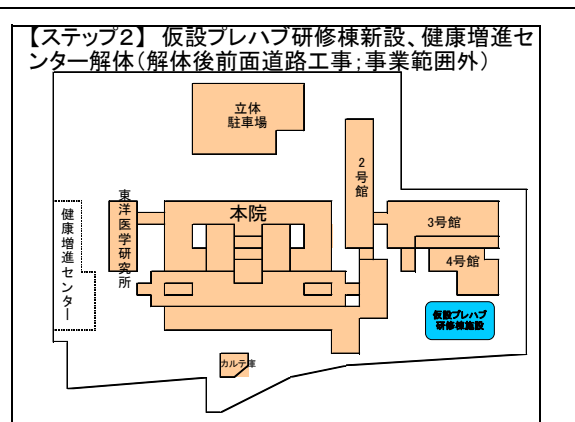 【ステップ2】 仮設プレハブ研修棟新設、健康増進セ
ンター解体(解体後前面道路工事;事業範囲外)
立体
駐車場
2号館
東洋医学研究所
本院
健康増進センター
3号館
4号館
仮設プレハブ
研修棟施設
カルテ庫